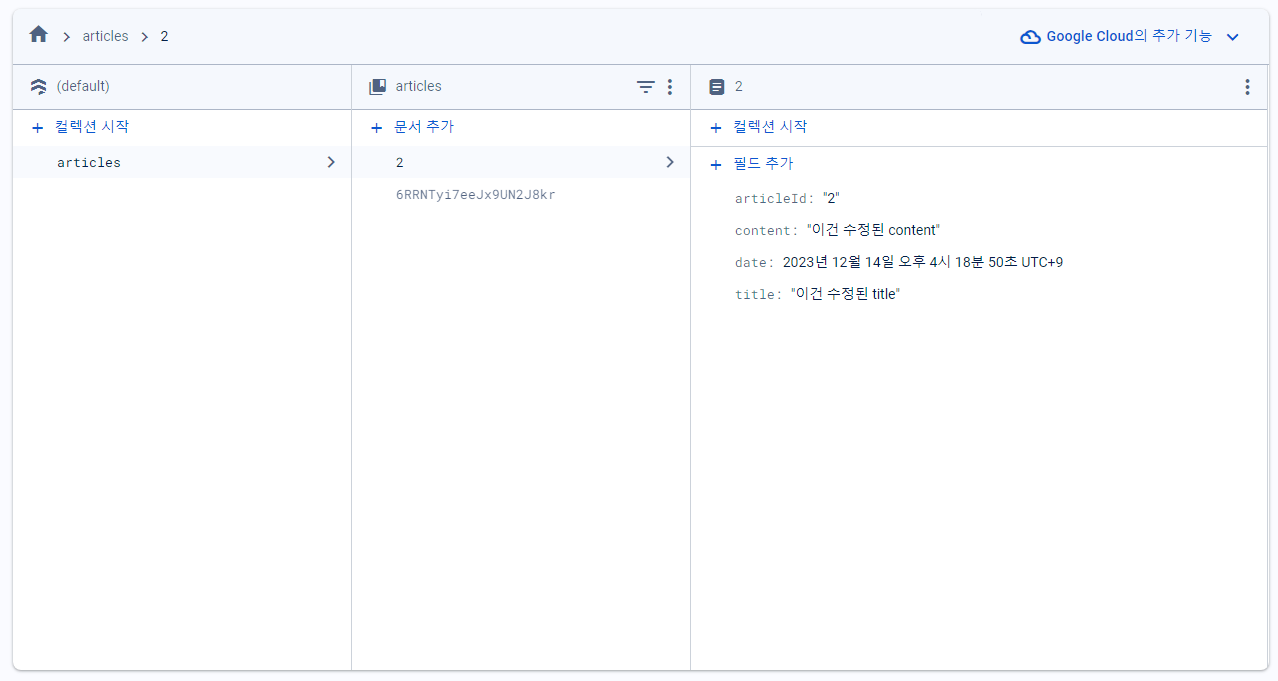 articles 2
Google Cloud의 추가 기능
(default)
컬렉션 시작
articles
articles
문서 추가
2
6RRNTyi7eeJx9UN2J8kr
2
컬렉션 시작
필드 추가
articleId: "2"
content: "이건 수정된 content"
date: 2023년 12월 14일 오후 4시 18분 50초 UTC+9
title: "이건 수정된 title"